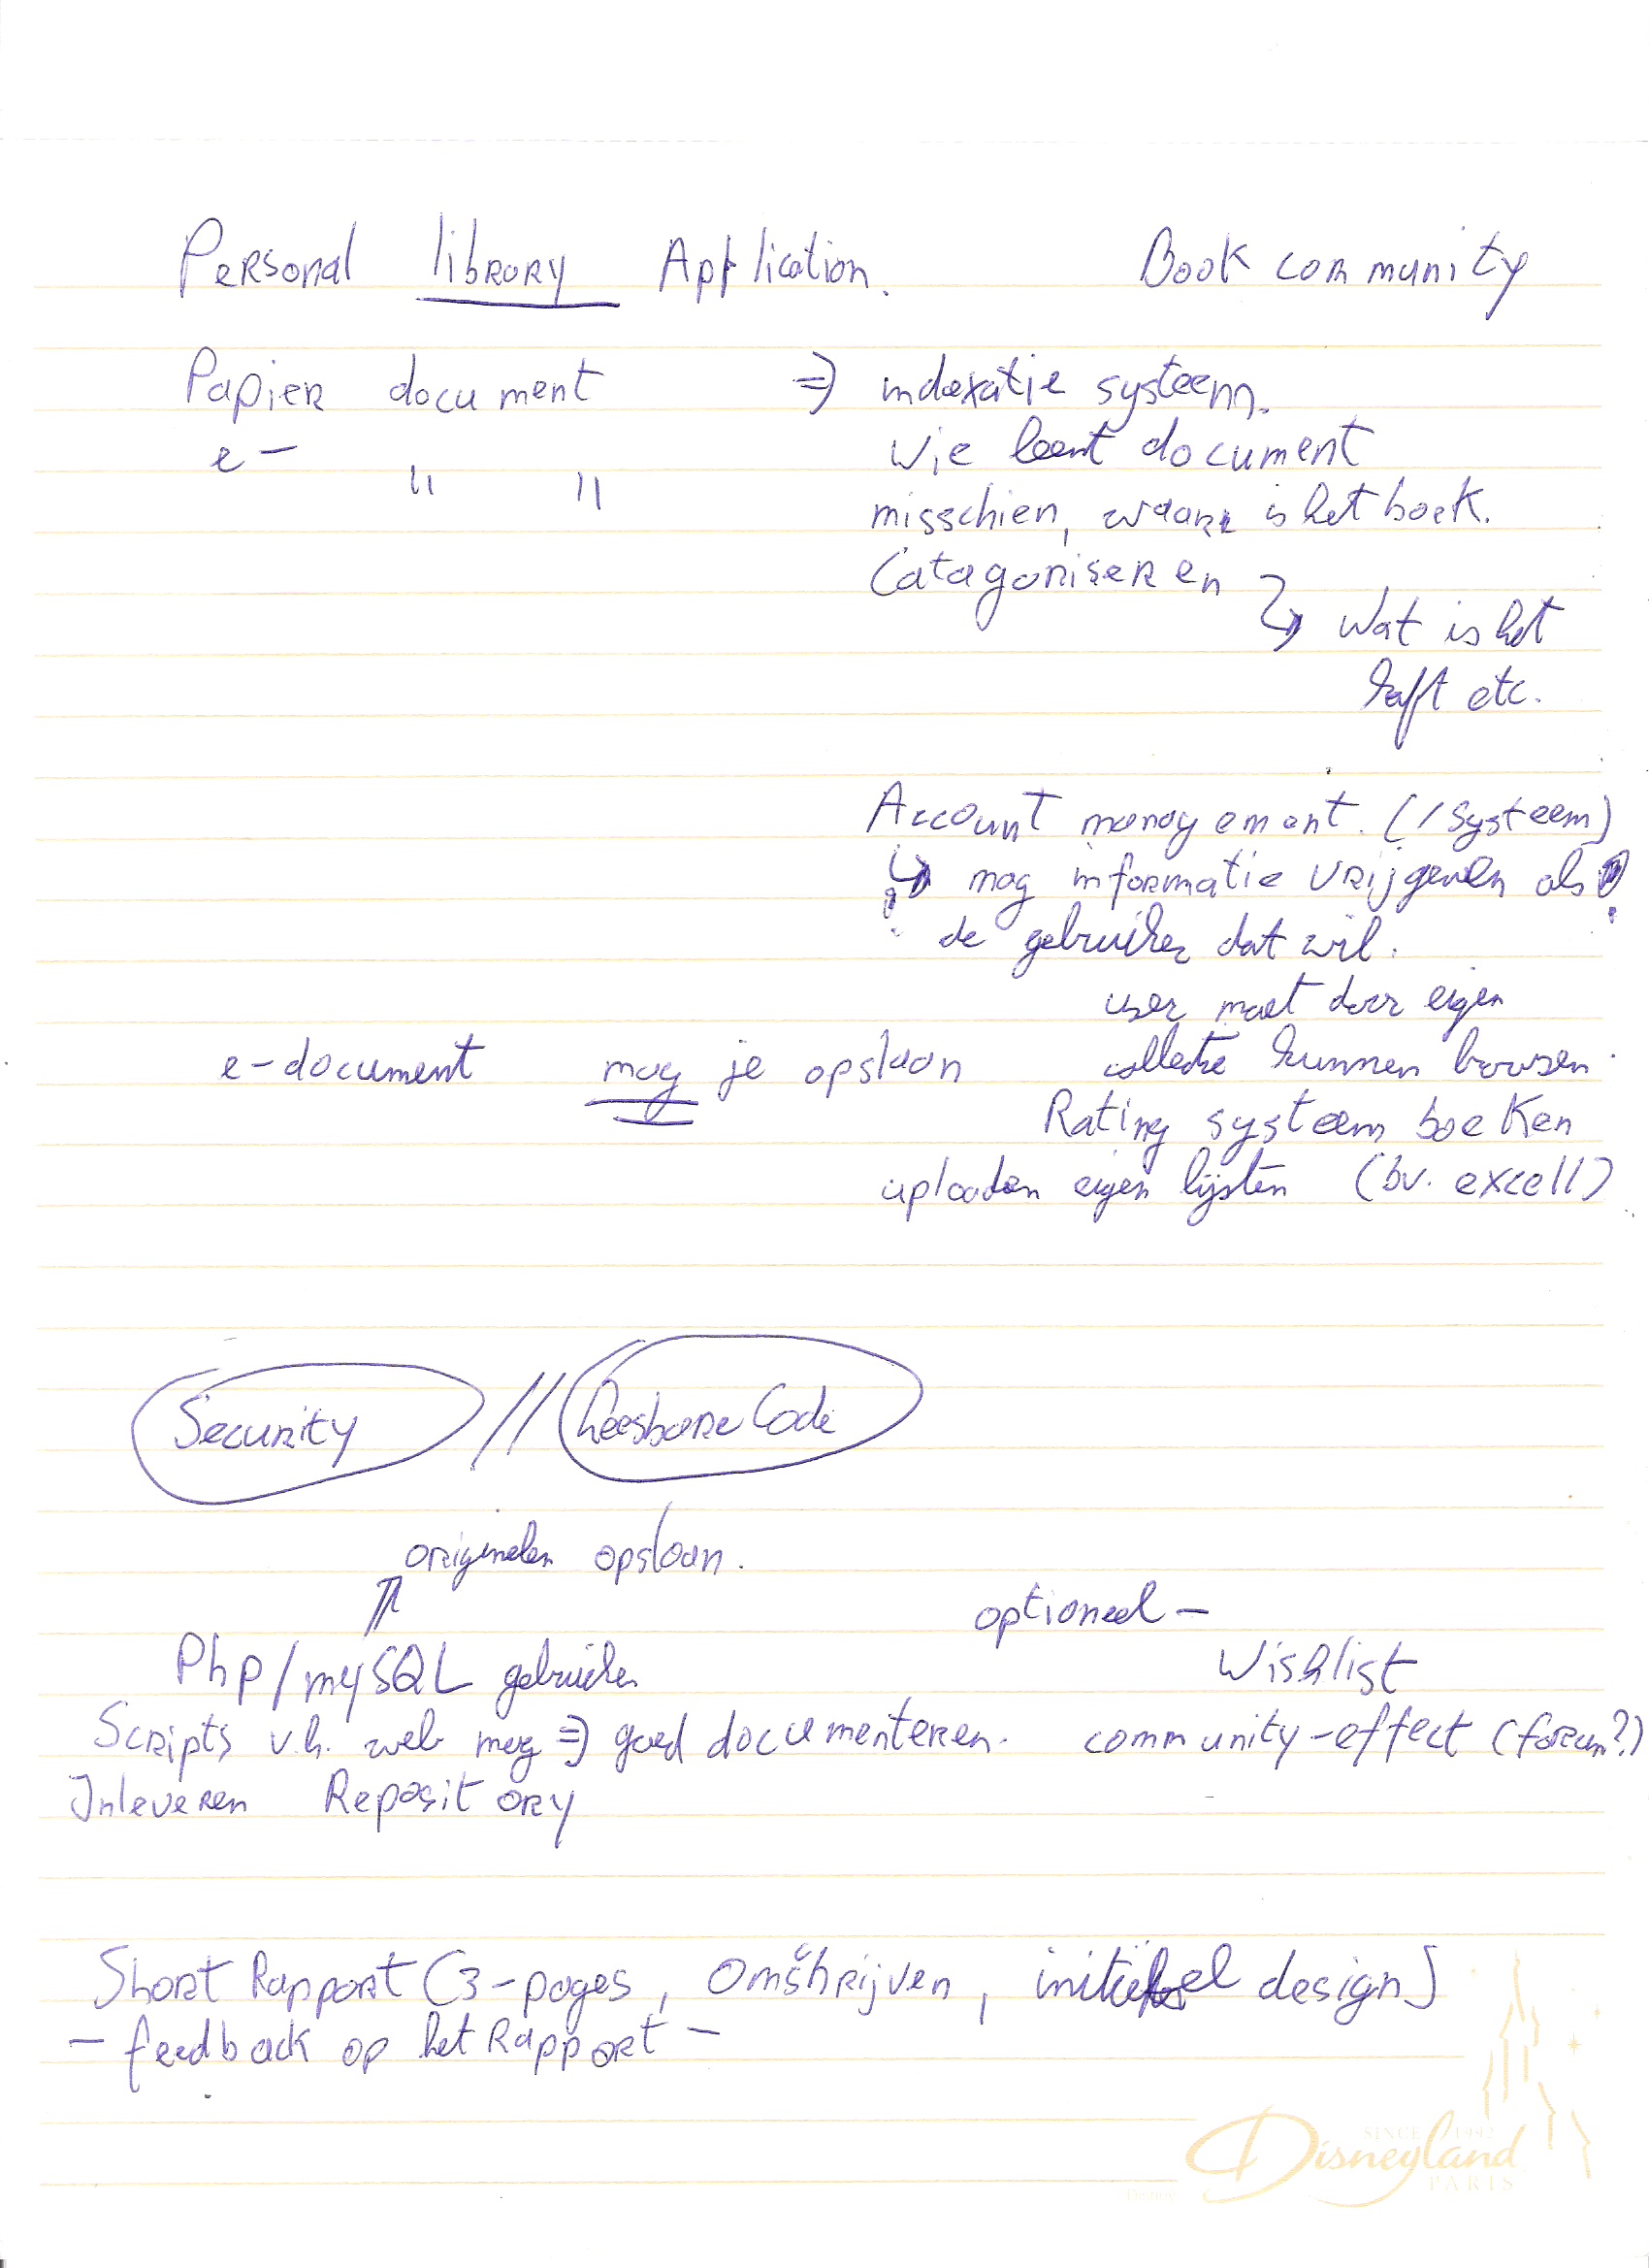 Personal library Application. Book community
Papier document => indexatie systeem.
e- " " Wie leent document
misschien, waar is het boek.
Catagoriseren
↳ Wat is het
kaft etc.
Account management. (/systeem)
↳ mag informatie vrijgeven als
de gebruiker dat wil.
user moet door eigen
e-document mag je opslaan collectie kunnen browsen.
Rating systeem boeken
uploaden eigen lijsten (bv. excell)
Security // Leesbare Code
originelen opslaan.
optioneel -
Php/mySQL gebruiken Wishlist
Scripts v.h. web mag => goed documenteren. community-effect (forum?)
Inleveren Repository
Short Rapport (3-pages, Omshrijven, initieel design)
- feedback op het Rapport -
SINCE 1992
Disneyland
PARIS